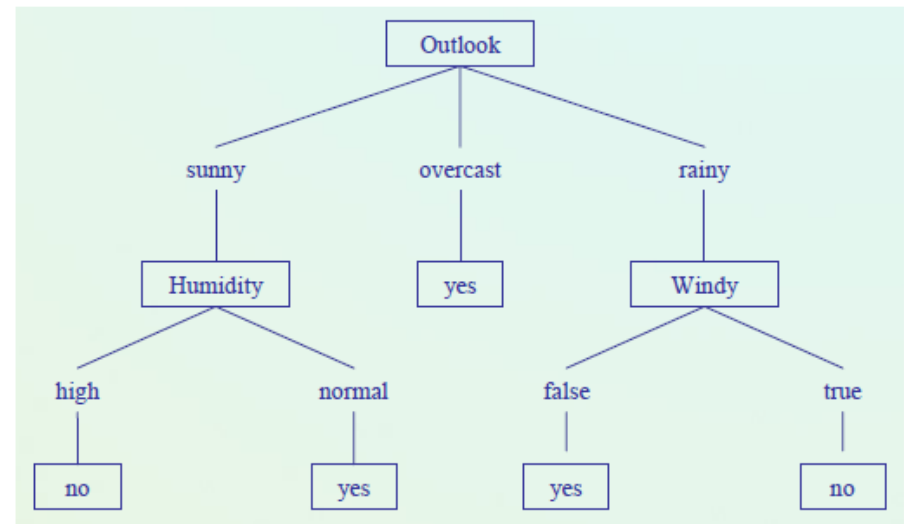 Outlook
sunny overcast rainy
Humidity yes Windy
high normal false true
no yes yes no